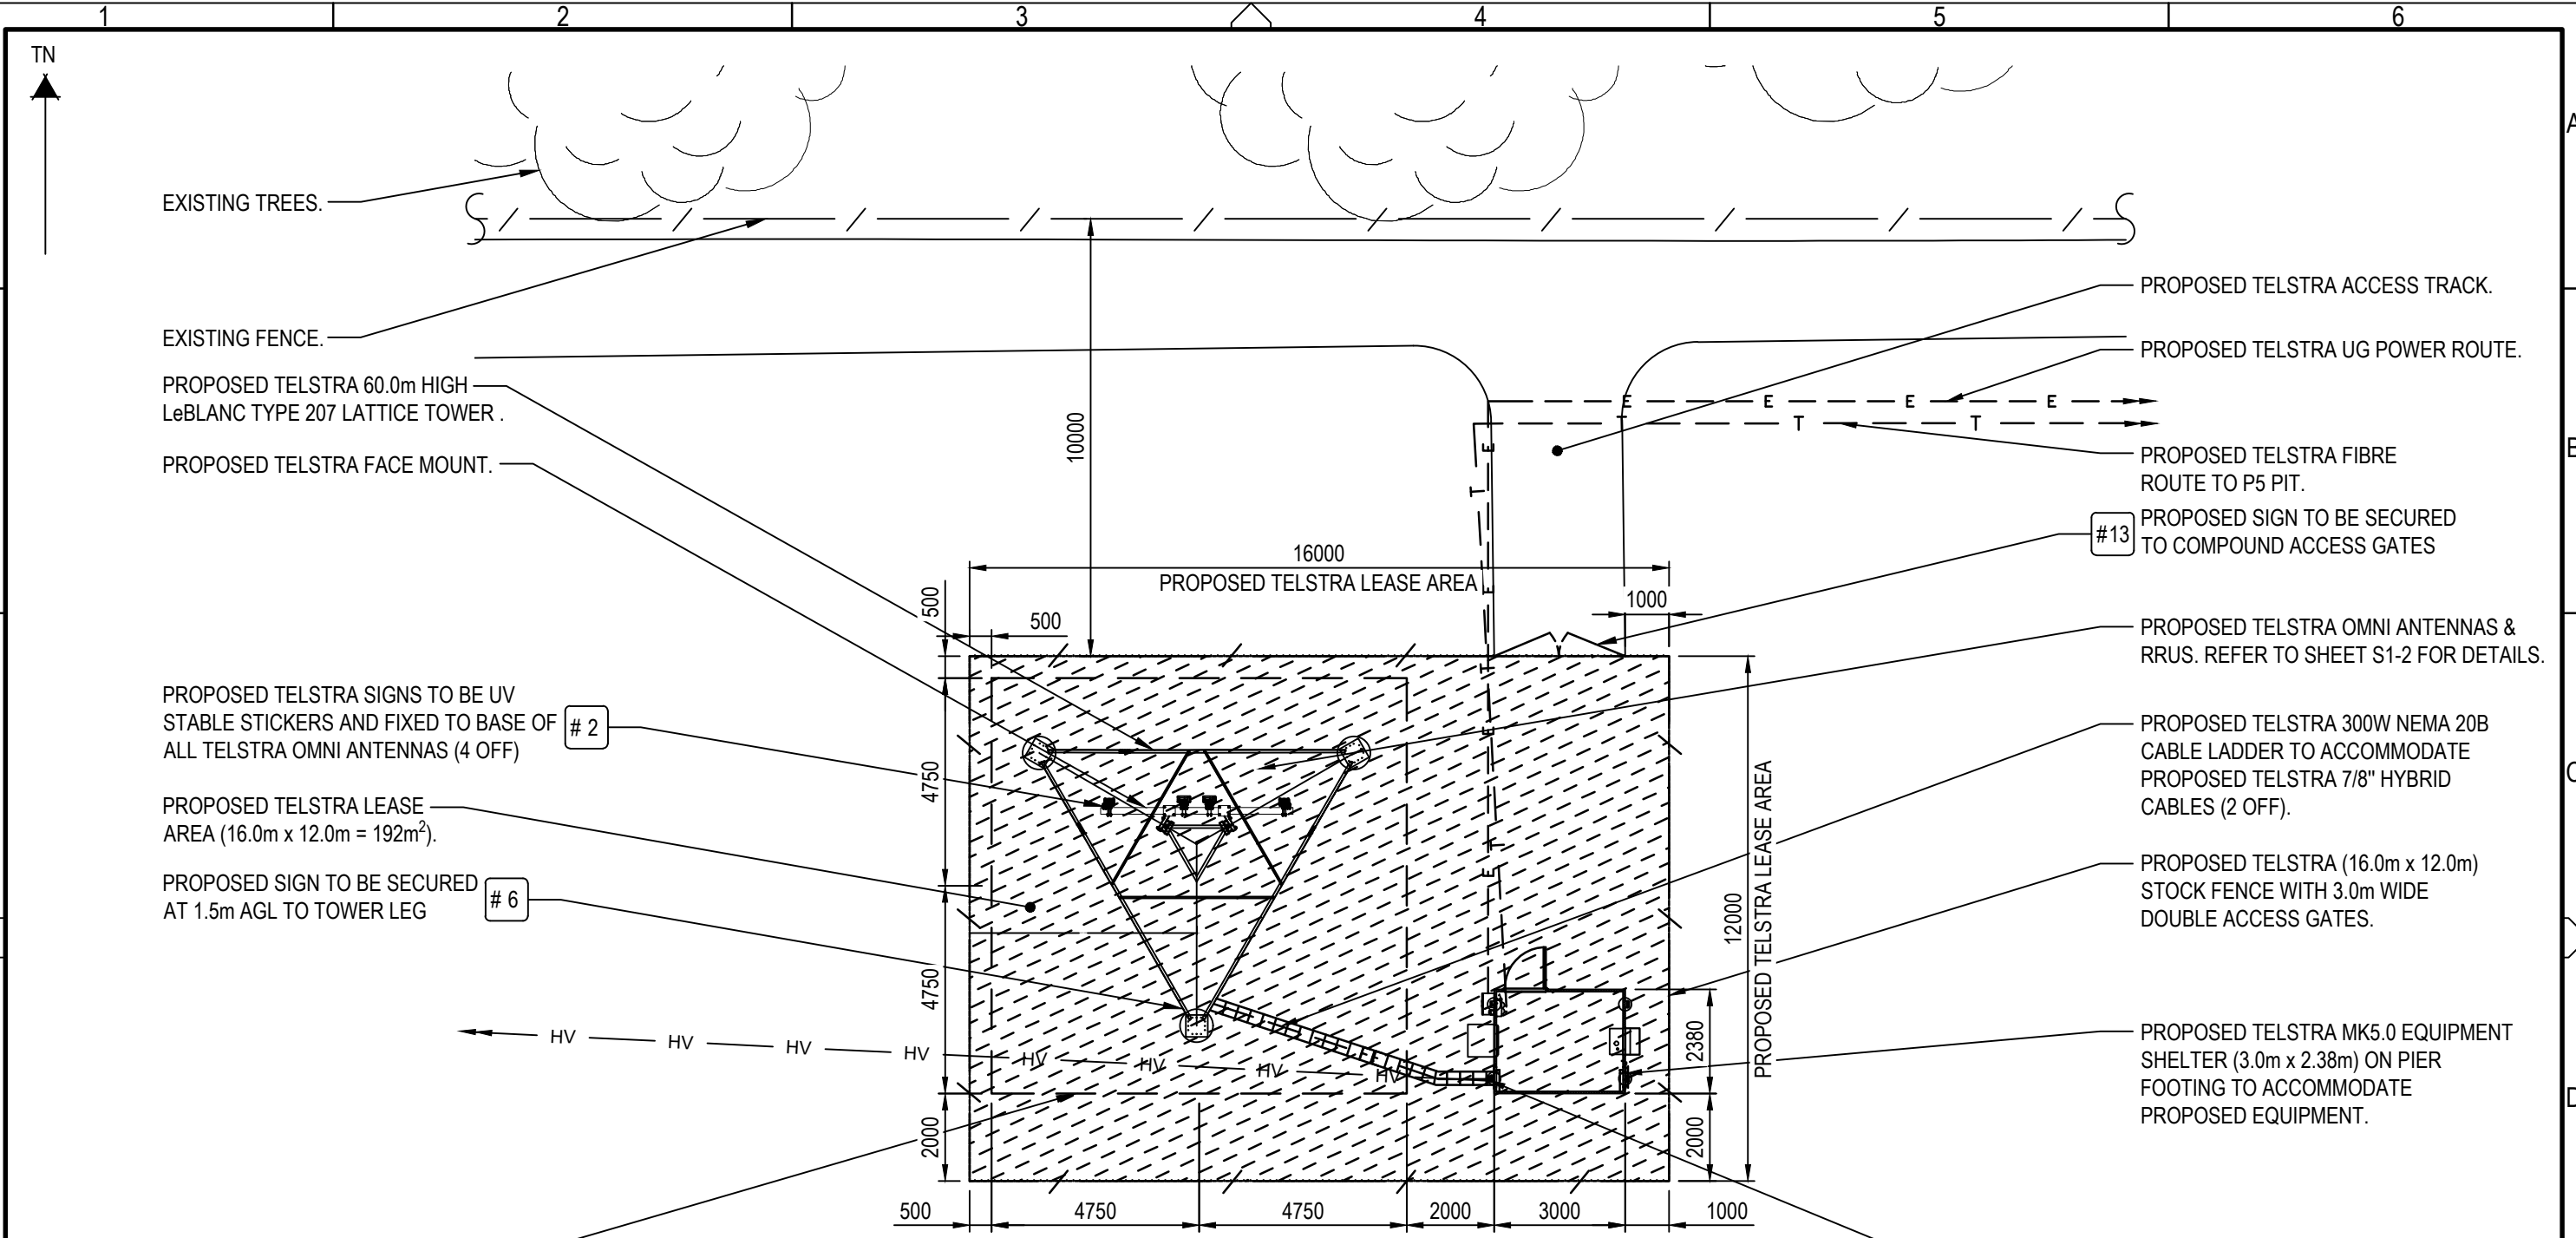 1 2 3 4 5 6
TN
A
EXISTING TREES.
EXISTING FENCE.
PROPOSED TELSTRA 60.0m HIGH
LeBLANC TYPE 207 LATTICE TOWER .
PROPOSED TELSTRA FACE MOUNT.
PROPOSED TELSTRA SIGNS TO BE UV
STABLE STICKERS AND FIXED TO BASE OF
ALL TELSTRA OMNI ANTENNAS (4 OFF)
# 2
PROPOSED TELSTRA LEASE
AREA (16.0m x 12.0m = 192m²).
PROPOSED SIGN TO BE SECURED
AT 1.5m AGL TO TOWER LEG
# 6
10000
16000
PROPOSED TELSTRA LEASE AREA
500
500
1000
4750
4750
2000
12000
PROPOSED TELSTRA LEASE AREA
2380
2000
500 4750 4750 2000 3000 1000
HV HV HV HV HV HV HV HV
E E E E
T T T
E
T
E
T
E
E
T
E
PROPOSED TELSTRA ACCESS TRACK.
PROPOSED TELSTRA UG POWER ROUTE.
B
PROPOSED TELSTRA FIBRE
ROUTE TO P5 PIT.
#13
PROPOSED SIGN TO BE SECURED
TO COMPOUND ACCESS GATES
PROPOSED TELSTRA OMNI ANTENNAS &
RRUS. REFER TO SHEET S1-2 FOR DETAILS.
PROPOSED TELSTRA 300W NEMA 20B
CABLE LADDER TO ACCOMMODATE
PROPOSED TELSTRA 7/8" HYBRID
CABLES (2 OFF).
C
PROPOSED TELSTRA (16.0m x 12.0m)
STOCK FENCE WITH 3.0m WIDE
DOUBLE ACCESS GATES.
PROPOSED TELSTRA MK5.0 EQUIPMENT
SHELTER (3.0m x 2.38m) ON PIER
FOOTING TO ACCOMMODATE
PROPOSED EQUIPMENT.
D